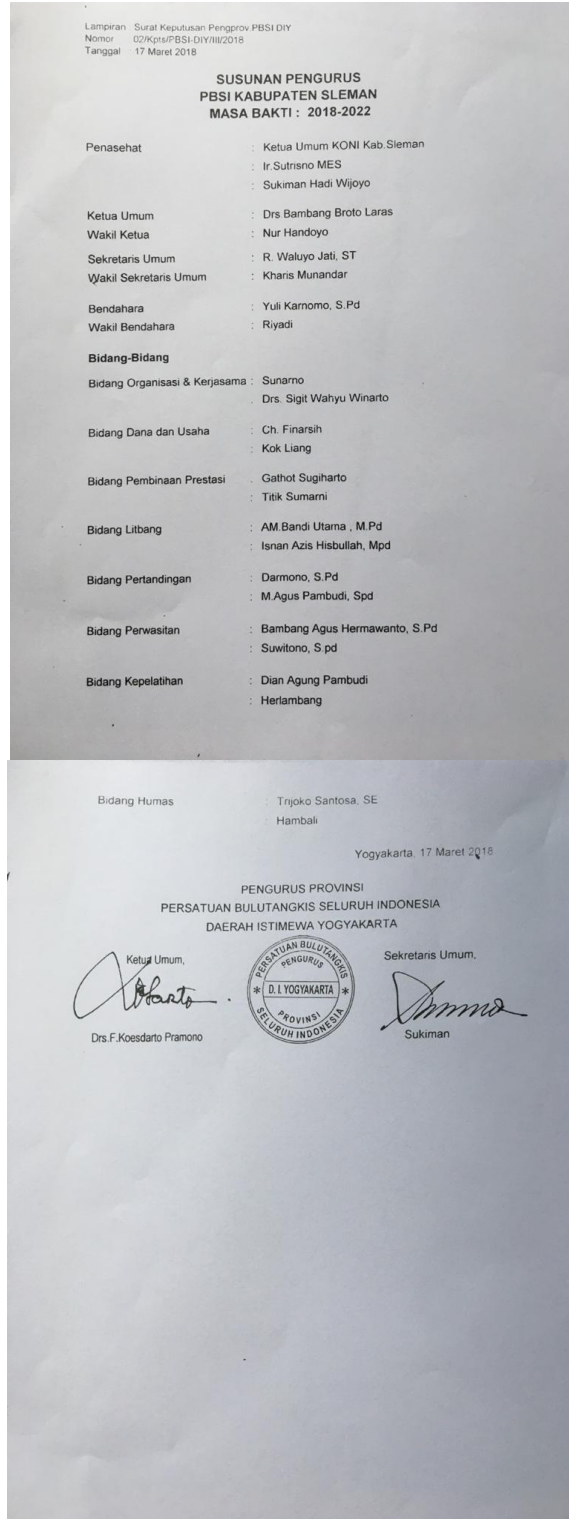 Lampiran Surat Keputusan Pengprov.PBSI DIY
Nomor 02/Kpts/PBSI-DIY/III/2018
Tanggal 17 Maret 2018
SUSUNAN PENGURUS
PBSI KABUPATEN SLEMAN
MASA BAKTI : 2018-2022
Penasehat : Ketua Umum KONI Kab.Sleman
: Ir.Sutrisno MES
: Sukiman Hadi Wijoyo
Ketua Umum : Drs Bambang Broto Laras
Wakil Ketua : Nur Handoyo
Sekretaris Umum : R. Waluyo Jati, ST
Wakil Sekretaris Umum : Kharis Munandar
Bendahara : Yuli Karnomo, S.Pd
Wakil Bendahara : Riyadi
Bidang-Bidang
Bidang Organisasi & Kerjasama : Sunarno
: Drs. Sigit Wahyu Winarto
Bidang Dana dan Usaha : Ch. Finarsih
: Kok Liang
Bidang Pembinaan Prestasi : Gathot Sugiharto
: Titik Sumarni
Bidang Litbang : AM.Bandi Utama , M.Pd
: Isnan Azis Hisbullah, Mpd
Bidang Pertandingan : Darmono, S.Pd
: M.Agus Pambudi, Spd
Bidang Perwasitan : Bambang Agus Hermawanto, S.Pd
: Suwitono, S.pd
Bidang Kepelatihan : Dian Agung Pambudi
: Herlambang
Bidang Humas : Trijoko Santosa, SE
: Hambali
Yogyakarta, 17 Maret 2018
PENGURUS PROVINSI
PERSATUAN BULUTANGKIS SELURUH INDONESIA
DAERAH ISTIMEWA YOGYAKARTA
Ketua Umum,
Sekretaris Umum,
PERSATUAN BULUTANGKIS
PENGURUS
* D. I. YOGYAKARTA *
PROVINSI
SELURUH INDONESIA
Drs.F.Koesdarto Pramono
Sukiman